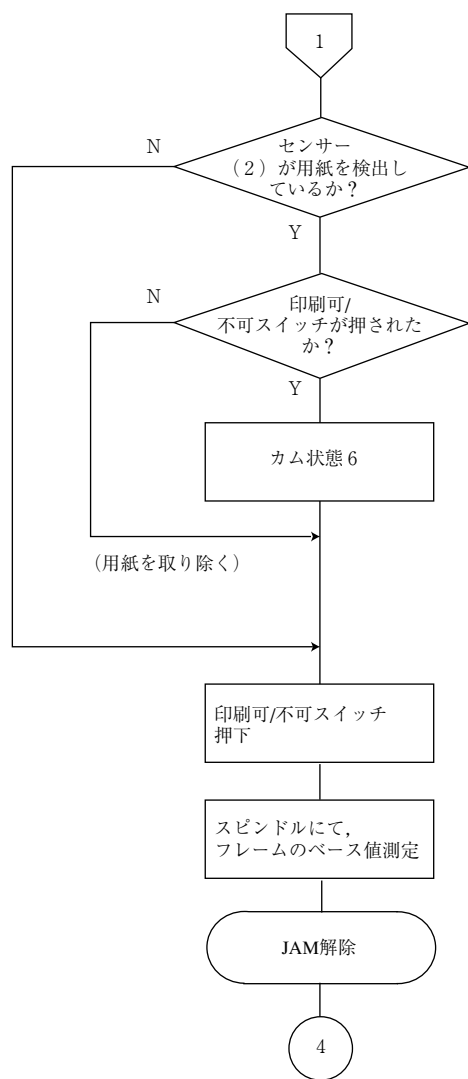 1
N
センサー
（２）が用紙を検出し
ているか？
Y
N
印刷可/
不可スイッチが押された
か？
Y
カム状態６
（用紙を取り除く）
印刷可/不可スイッチ
押下
スピンドルにて，
フレームのベース値測定
JAM解除
4